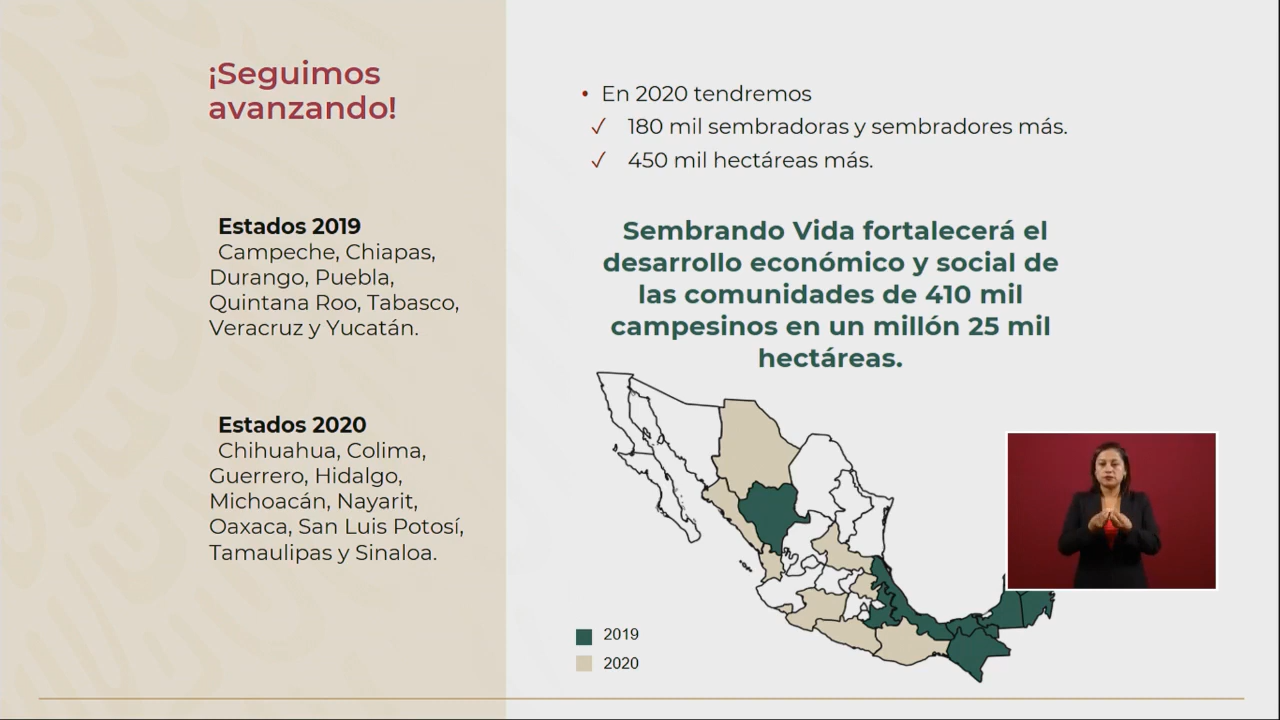 ¡Seguimos
avanzando!
Estados 2019
Campeche, Chiapas,
Durango, Puebla,
Quintana Roo, Tabasco,
Veracruz y Yucatán.
Estados 2020
Chihuahua, Colima,
Guerrero, Hidalgo,
Michoacán, Nayarit,
Oaxaca, San Luis Potosí,
Tamaulipas y Sinaloa.
• En 2020 tendremos
✓ 180 mil sembradoras y sembradores más.
✓ 450 mil hectáreas más.
Sembrando Vida fortalecerá el
desarrollo económico y social de
las comunidades de 410 mil
campesinos en un millón 25 mil
hectáreas.
2019
2020